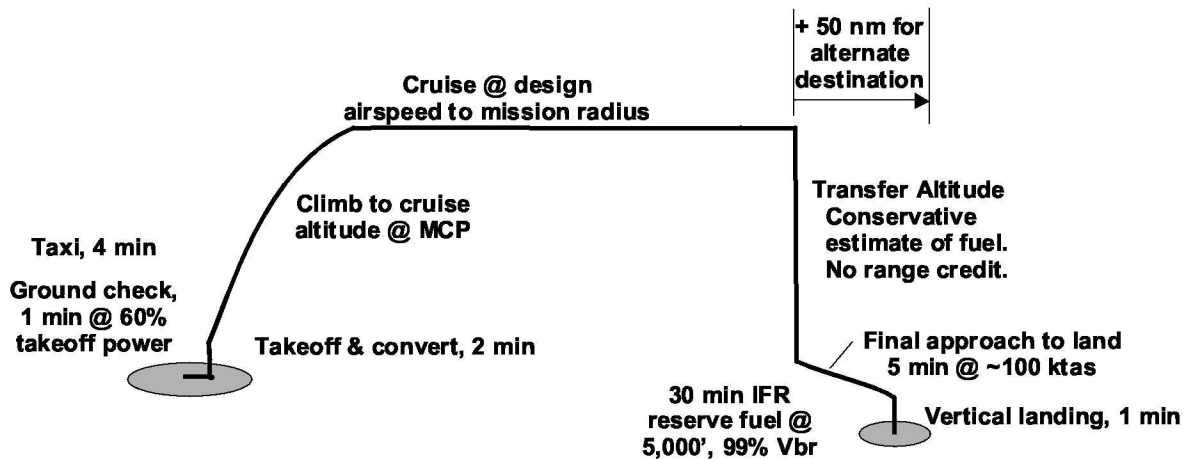 + 50 nm for
alternate
destination
Cruise @ design
airspeed to mission radius
Climb to cruise
altitude @ MCP
Transfer Altitude
Conservative
estimate of fuel.
No range credit.
Taxi, 4 min
Ground check,
1 min @ 60%
takeoff power
Takeoff & convert, 2 min
Final approach to land
5 min @ ~100 ktas
30 min IFR
reserve fuel @
5,000’, 99% Vbr
Vertical landing, 1 min